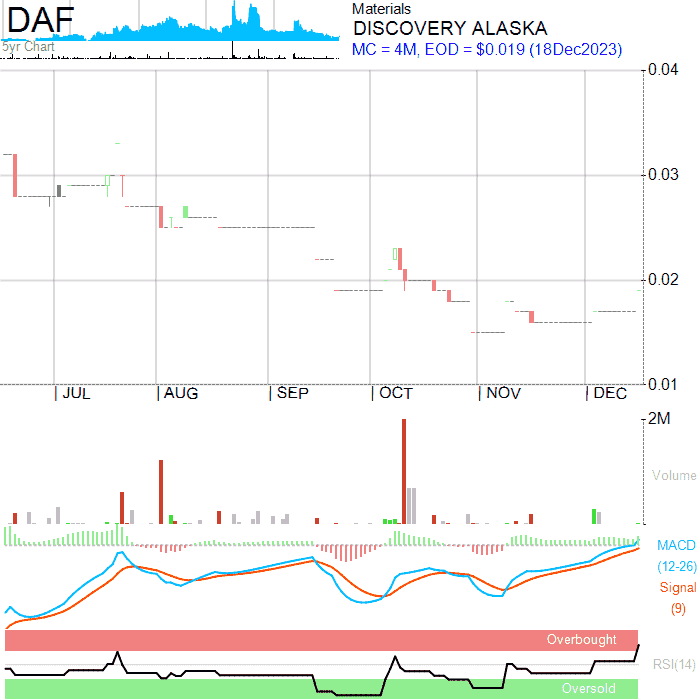 DAF
5yr Chart
Materials
DISCOVERY ALASKA
MC = 4M, EOD = $0.019 (18Dec2023)
0.04
0.03
0.02
0.01
JUL AUG SEP OCT NOV DEC
2M
Volume
MACD
(12-26)
Signal
(9)
Overbought
RSI(14)
Oversold